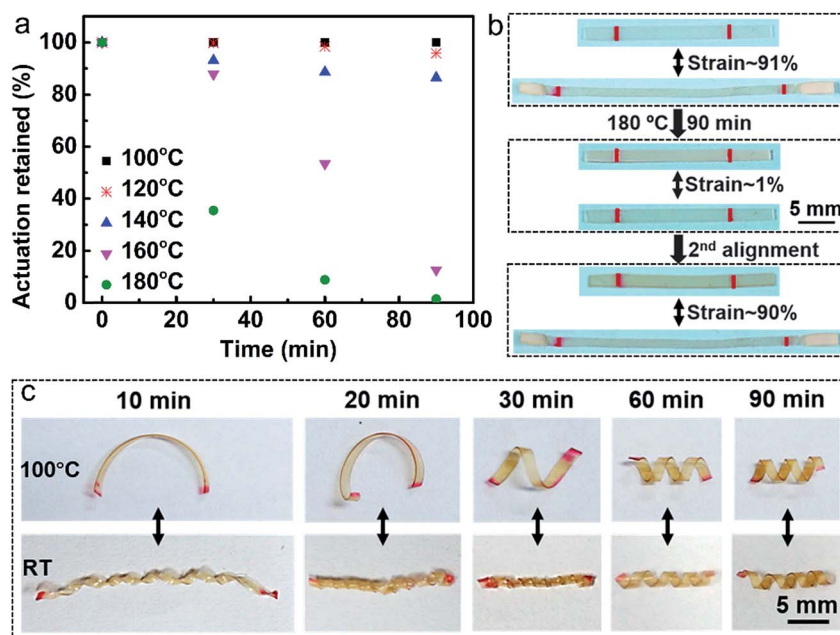 a
Actuation retained (%)
100
80
60
40
20
0
100°C
120°C
140°C
160°C
180°C
0 20 40 60 80 100
Time (min)
b
Strain~91%
180 ºC 90 min
Strain~1%
5 mm
2nd alignment
Strain~90%
c
10 min 20 min 30 min 60 min 90 min
100°C
RT
5 mm